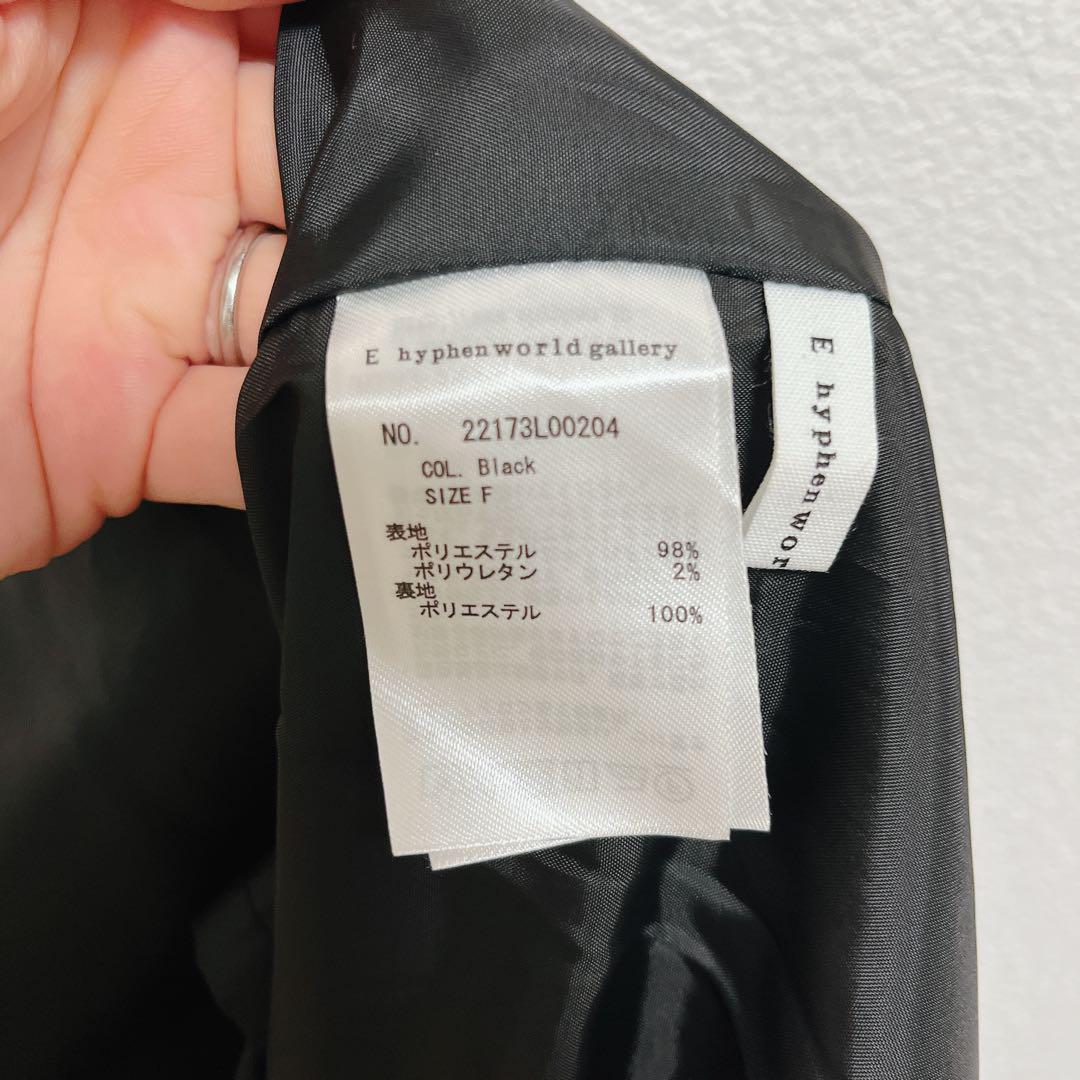 E hyphen world gallery
NO. 22173L00204
COL. Black
SIZE F
表地
ポリエステル 98%
ポリウレタン 2%
裏地
ポリエステル 100%
E hyphen wor